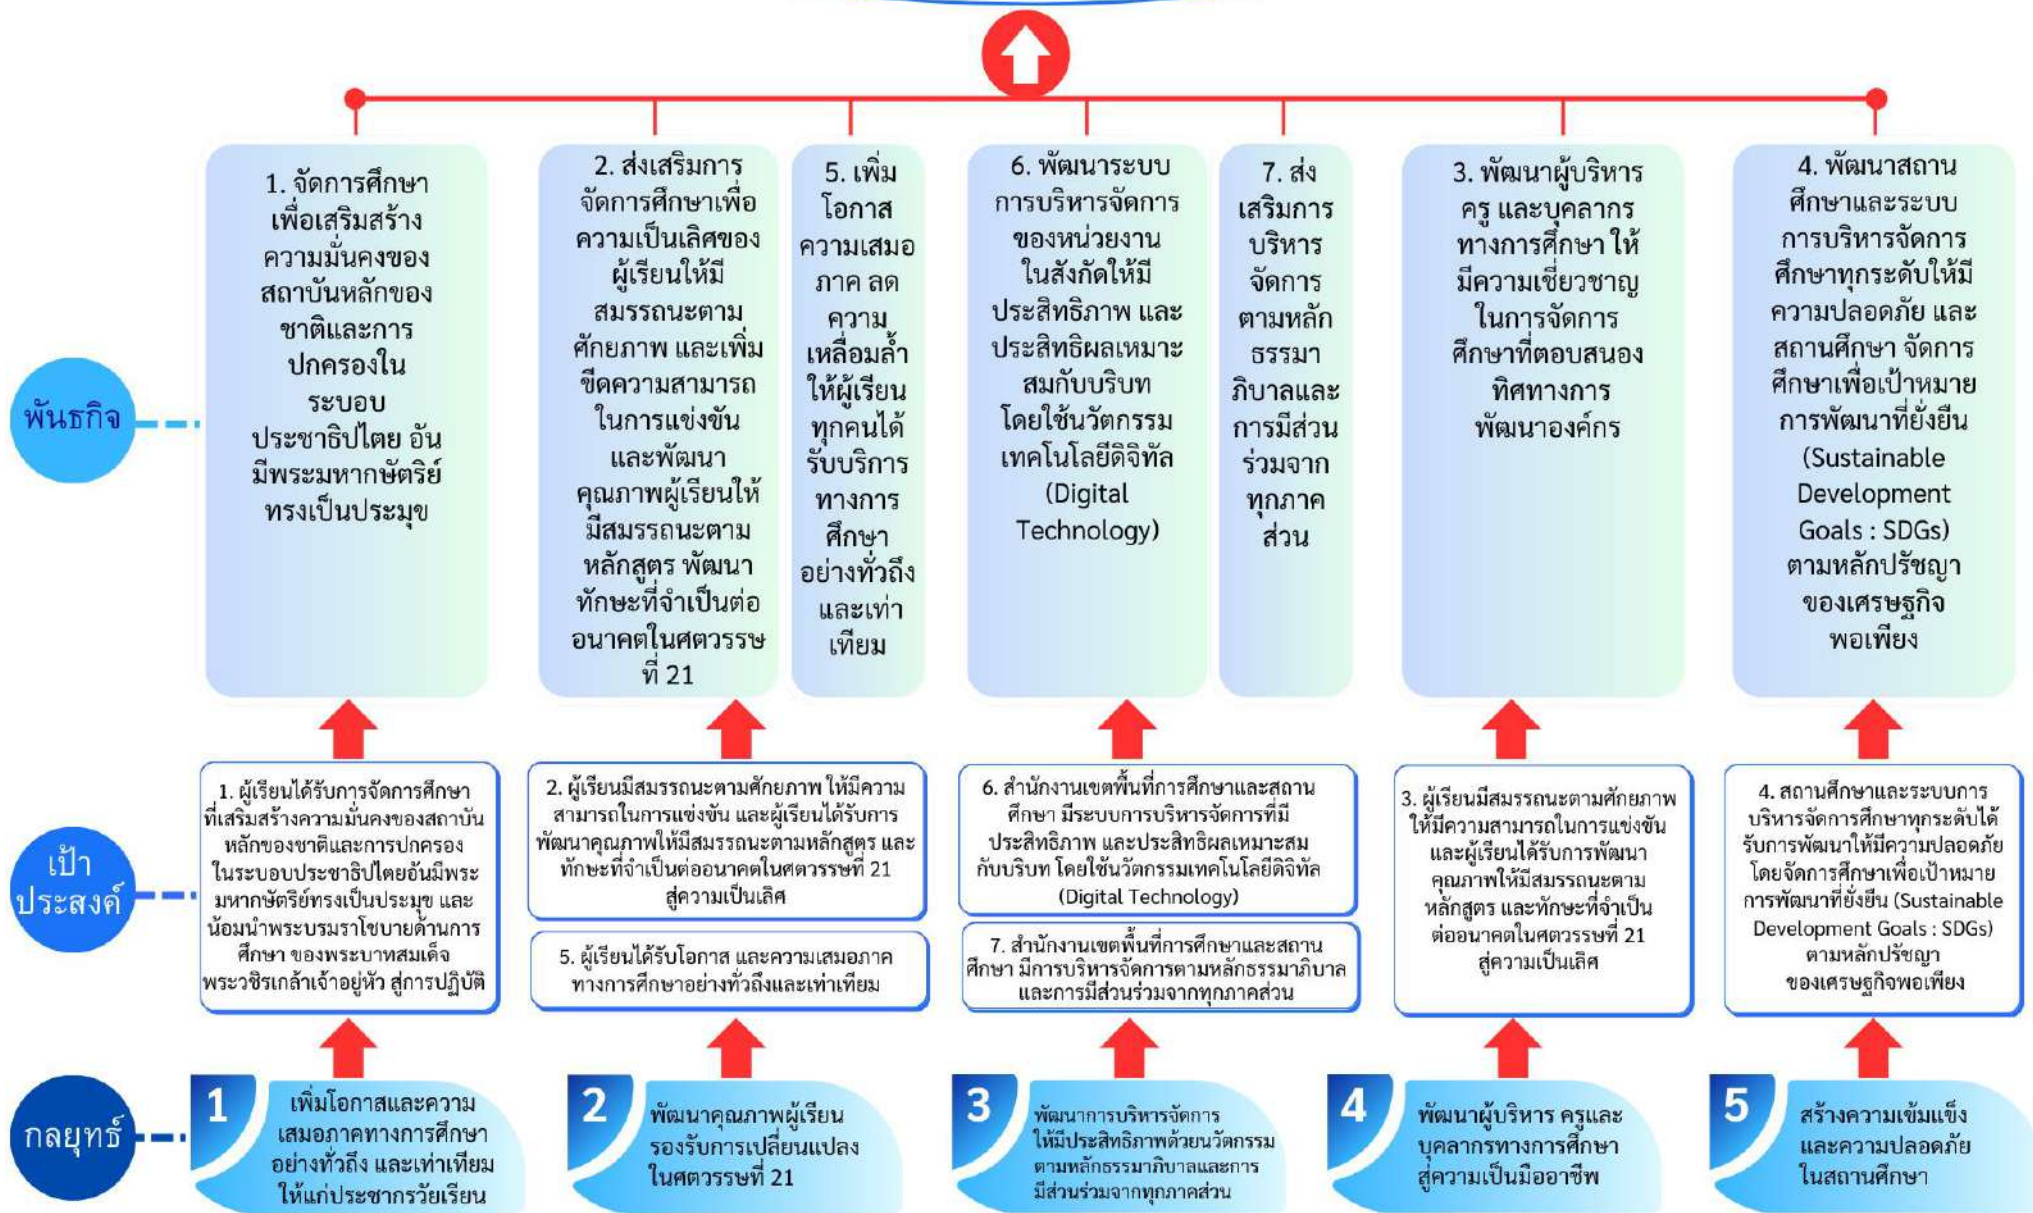 พันธกิจ
1. จัดการศึกษา
เพื่อเสริมสร้าง
ความมั่นคงของ
สถาบันหลักของ
ชาติและการ
ปกครองใน
ระบอบ
ประชาธิปไตย อัน
มีพระมหากษัตริย์
ทรงเป็นประมุข
2. ส่งเสริมการ
จัดการศึกษาเพื่อ
ความเป็นเลิศของ
ผู้เรียนให้มี
สมรรถนะตาม
ศักยภาพ และเพิ่ม
ขีดความสามารถ
ในการแข่งขัน
และพัฒนา
คุณภาพผู้เรียนให้
มีสมรรถนะตาม
หลักสูตร พัฒนา
ทักษะที่จำเป็นต่อ
อนาคตในศตวรรษ
ที่ 21
5. เพิ่ม
โอกาส
ความเสมอ
ภาค ลด
ความ
เหลื่อมล้ำ
ให้ผู้เรียน
ทุกคนได้
รับบริการ
ทางการ
ศึกษา
อย่างทั่วถึง
และเท่า
เทียม
6. พัฒนาระบบ
การบริหารจัดการ
ของหน่วยงาน
ในสังกัดให้มี
ประสิทธิภาพ และ
ประสิทธิผลเหมาะ
สมกับบริบท
โดยใช้นวัตกรรม
เทคโนโลยีดิจิทัล
(Digital
Technology)
7. ส่ง
เสริมการ
บริหาร
จัดการ
ตามหลัก
ธรรมา
ภิบาลและ
การมีส่วน
ร่วมจาก
ทุกภาค
ส่วน
3. พัฒนาผู้บริหาร
ครู และบุคลากร
ทางการศึกษา ให้
มีความเชี่ยวชาญ
ในการจัดการ
ศึกษาที่ตอบสนอง
ทิศทางการ
พัฒนาองค์กร
4. พัฒนาสถาน
ศึกษาและระบบ
การบริหารจัดการ
ศึกษาทุกระดับให้มี
ความปลอดภัย และ
สถานศึกษา จัดการ
ศึกษาเพื่อเป้าหมาย
การพัฒนาที่ยั่งยืน
(Sustainable
Development
Goals : SDGs)
ตามหลักปรัชญา
ของเศรษฐกิจ
พอเพียง
เป้า
ประสงค์
1. ผู้เรียนได้รับการจัดการศึกษา
ที่เสริมสร้างความมั่นคงของสถาบัน
หลักของชาติและการปกครอง
ในระบอบประชาธิปไตยอันมีพระ
มหากษัตริย์ทรงเป็นประมุข และ
น้อมนำพระบรมราโชบายด้านการ
ศึกษา ของพระบาทสมเด็จ
พระวชิรเกล้าเจ้าอยู่หัว สู่การปฏิบัติ
2. ผู้เรียนมีสมรรถนะตามศักยภาพ ให้มีความ
สามารถในการแข่งขัน และผู้เรียนได้รับการ
พัฒนาคุณภาพให้มีสมรรถนะตามหลักสูตร และ
ทักษะที่จำเป็นต่ออนาคตในศตวรรษที่ 21
สู่ความเป็นเลิศ
5. ผู้เรียนได้รับโอกาส และความเสมอภาค
ทางการศึกษาอย่างทั่วถึงและเท่าเทียม
6. สำนักงานเขตพื้นที่การศึกษาและสถาน
ศึกษา มีระบบการบริหารจัดการที่มี
ประสิทธิภาพ และประสิทธิผลเหมาะสม
กับบริบท โดยใช้นวัตกรรมเทคโนโลยีดิจิทัล
(Digital Technology)
7. สำนักงานเขตพื้นที่การศึกษาและสถาน
ศึกษา มีการบริหารจัดการตามหลักธรรมาภิบาล
และการมีส่วนร่วมจากทุกภาคส่วน
3. ผู้เรียนมีสมรรถนะตามศักยภาพ
ให้มีความสามารถในการแข่งขัน
และผู้เรียนได้รับการพัฒนา
คุณภาพให้มีสมรรถนะตาม
หลักสูตร และทักษะที่จำเป็น
ต่ออนาคตในศตวรรษที่ 21
สู่ความเป็นเลิศ
4. สถานศึกษาและระบบการ
บริหารจัดการศึกษาทุกระดับได้
รับการพัฒนาให้มีความปลอดภัย
โดยจัดการศึกษาเพื่อเป้าหมาย
การพัฒนาที่ยั่งยืน (Sustainable
Development Goals : SDGs)
ตามหลักปรัชญา
ของเศรษฐกิจพอเพียง
กลยุทธ์
1
เพิ่มโอกาสและความ
เสมอภาคทางการศึกษา
อย่างทั่วถึง และเท่าเทียม
ให้แก่ประชากรวัยเรียน
2
พัฒนาคุณภาพผู้เรียน
รองรับการเปลี่ยนแปลง
ในศตวรรษที่ 21
3
พัฒนาการบริหารจัดการ
ให้มีประสิทธิภาพด้วยนวัตกรรม
ตามหลักธรรมาภิบาลและการ
มีส่วนร่วมจากทุกภาคส่วน
4
พัฒนาผู้บริหาร ครูและ
บุคลากรทางการศึกษา
สู่ความเป็นมืออาชีพ
5
สร้างความเข้มแข็ง
และความปลอดภัย
ในสถานศึกษา